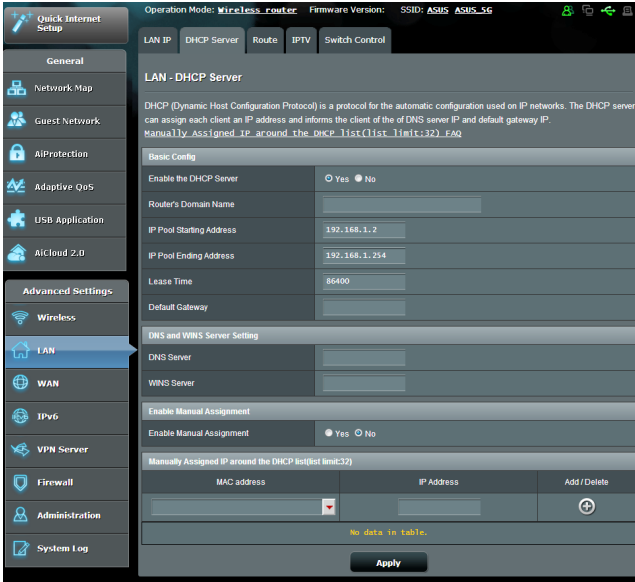 Quick Internet
Setup
Operation Mode: Wireless router Firmware Version: SSID: ASUS ASUS_5G
LAN IP DHCP Server Route IPTV Switch Control
General
Network Map
Guest Network
AiProtection
Adaptive QoS
USB Application
AiCloud 2.0
Advanced Settings
Wireless
LAN
WAN
IPv6
VPN Server
Firewall
Administration
System Log
LAN - DHCP Server
DHCP (Dynamic Host Configuration Protocol) is a protocol for the automatic configuration used on IP networks. The DHCP server
can assign each client an IP address and informs the client of the of DNS server IP and default gateway IP.
Manually Assigned IP around the DHCP list(list limit:32) FAQ
Basic Config
Enable the DHCP Server Yes No
Router's Domain Name
IP Pool Starting Address 192.168.1.2
IP Pool Ending Address 192.168.1.254
Lease Time 86400
Default Gateway
DNS and WINS Server Setting
DNS Server
WINS Server
Enable Manual Assignment
Enable Manual Assignment Yes No
Manually Assigned IP around the DHCP list(list limit:32)
MAC address IP Address Add / Delete
No data in table.
Apply